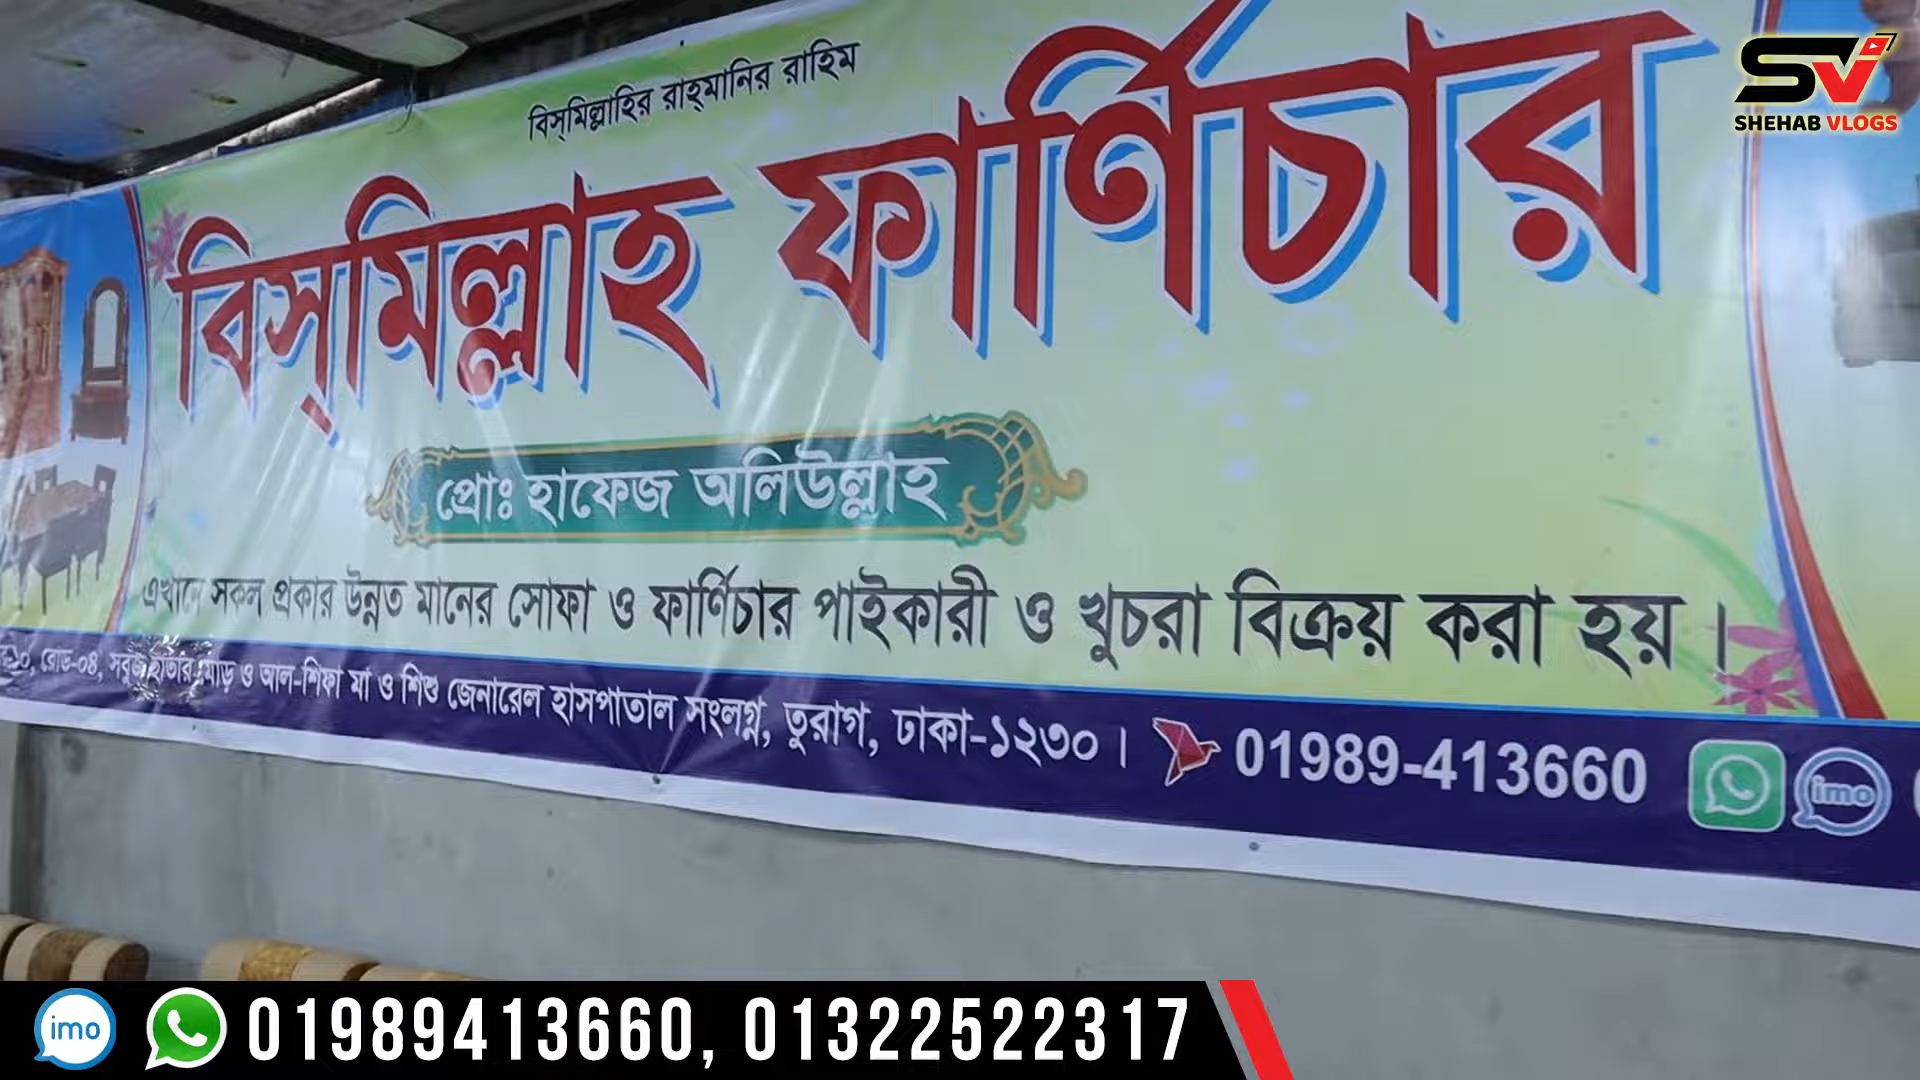 বিস্‌মিল্লাহির রাহ্‌মানির রাহিম
বিস্‌মিল্লাহ ফার্ণিচার
প্রোঃ হাফেজ অলিউল্লাহ
এখানে সকল প্রকার উন্নত মানের সোফা ও ফার্ণিচার পাইকারী ও খুচরা বিক্রয় করা হয় ।
রোড-০৪, সবুজ ছাতার মোড় ও আল-শিফা মা ও শিশু জেনারেল হাসপাতাল সংলগ্ন, তুরাগ, ঢাকা-১২৩০ । 01989-413660 imo
SV
SHEHAB VLOGS
imo 01989413660, 01322522317